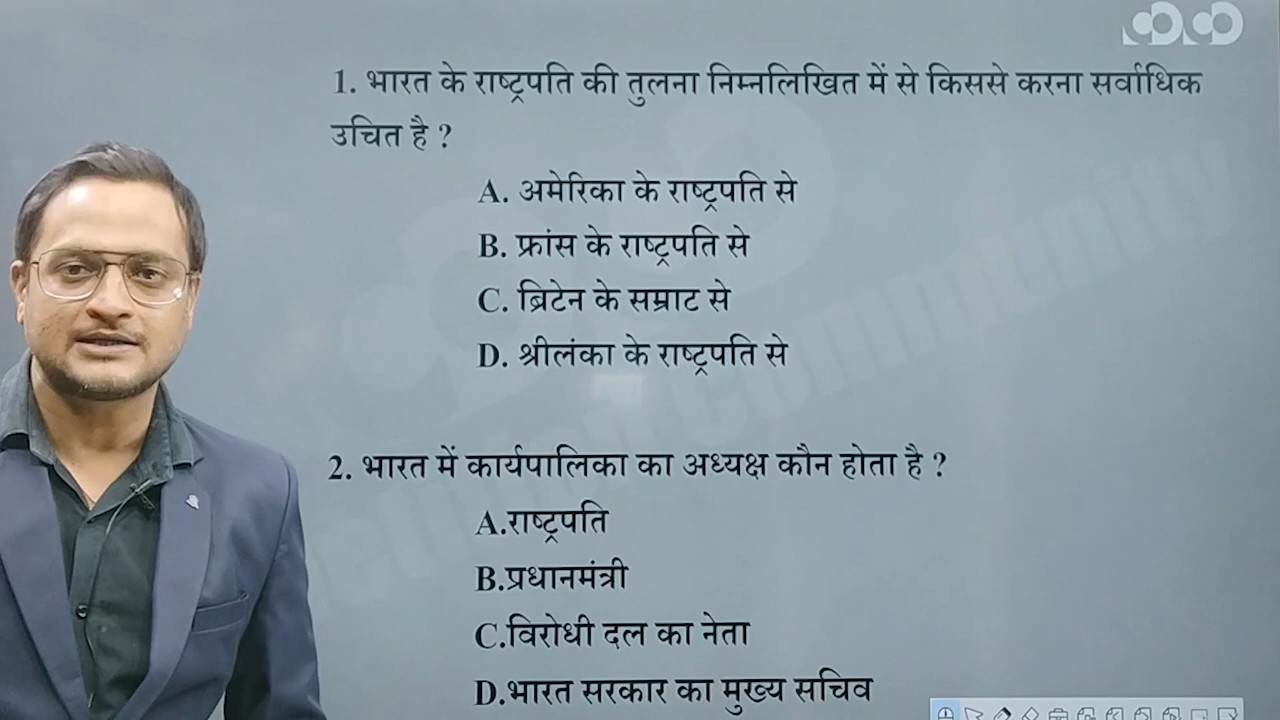 1. भारत के राष्ट्रपति की तुलना निम्नलिखित में से किससे करना सर्वाधिक
उचित है ?
A. अमेरिका के राष्ट्रपति से
B. फ्रांस के राष्ट्रपति से
C. ब्रिटेन के सम्राट से
D. श्रीलंका के राष्ट्रपति से
2. भारत में कार्यपालिका का अध्यक्ष कौन होता है ?
A.राष्ट्रपति
B.प्रधानमंत्री
C.विरोधी दल का नेता
D.भारत सरकार का मुख्य सचिव